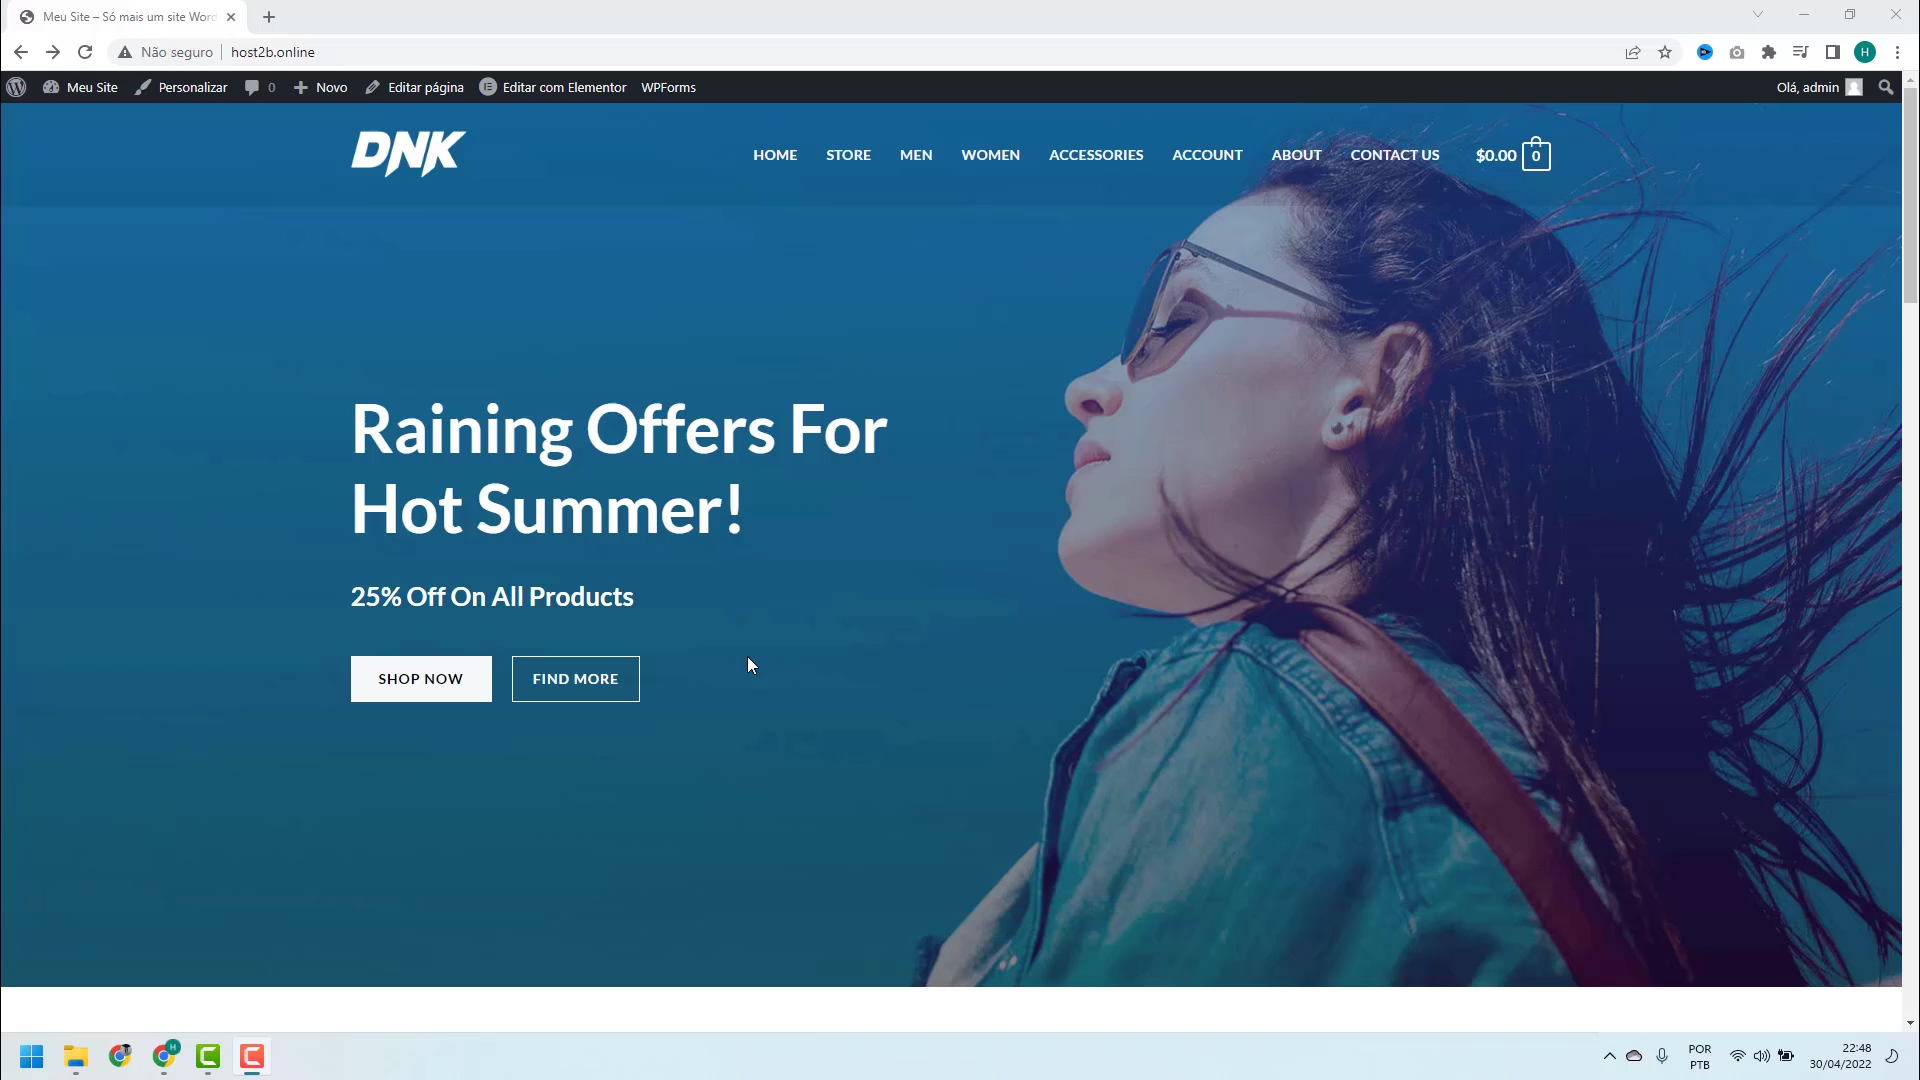 Meu Site – Só mais um site Word
Não seguro
host2b.online
H
Meu Site
Personalizar
0
Novo
Editar página
Editar com Elementor
WPForms
Olá, admin
DNK
HOME
STORE
MEN
WOMEN
ACCESSORIES
ACCOUNT
ABOUT
CONTACT US
$0.00
0
Raining Offers For
Hot Summer!
25% Off On All Products
SHOP NOW
FIND MORE
H
POR
PTB
22:48
30/04/2022